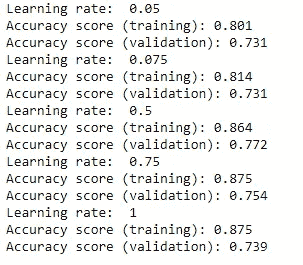 Learning rate:  0.05
Accuracy score (training): 0.801
Accuracy score (validation): 0.731
Learning rate:  0.075
Accuracy score (training): 0.814
Accuracy score (validation): 0.731
Learning rate:  0.5
Accuracy score (training): 0.864
Accuracy score (validation): 0.772
Learning rate:  0.75
Accuracy score (training): 0.875
Accuracy score (validation): 0.754
Learning rate:  1
Accuracy score (training): 0.875
Accuracy score (validation): 0.739